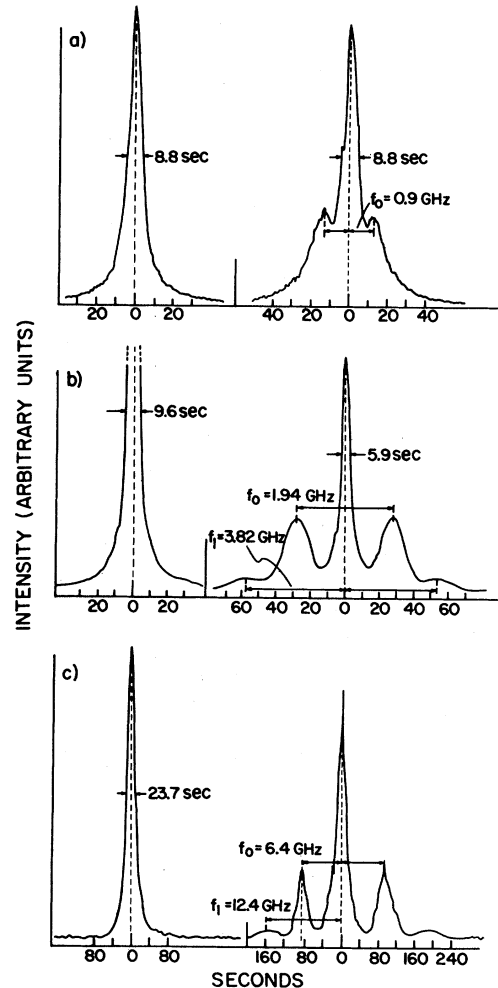 a)
8.8 sec
8.8 sec
f₀=0.9 GHz
20 0 20
40 20 0 20 40
INTENSITY (ARBITRARY UNITS)
b)
9.6 sec
5.9 sec
f₀=1.94 GHz
f₁=3.82 GHz
20 0 20
60 40 20 0 20 40 60
c)
23.7 sec
f₀=6.4 GHz
f₁=12.4 GHz
80 0 80
160 80 0 80 160 240
SECONDS